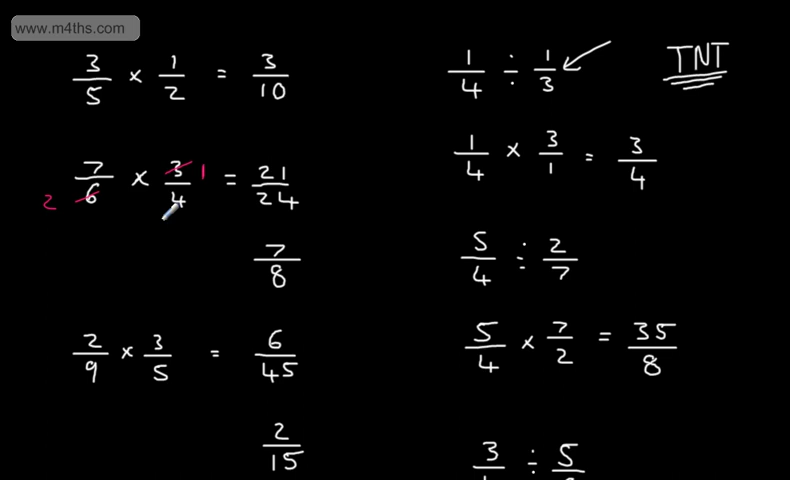 www.m4ths.com
3/5 × 1/2 = 3/10
7/6 × 3/4 = 21/24
2 1
7/8
2/9 × 3/5 = 6/45
2/15
1/4 ÷ 1/3
TNT
1/4 × 3/1 = 3/4
5/4 ÷ 2/7
5/4 × 7/2 = 35/8
3 ÷ 5